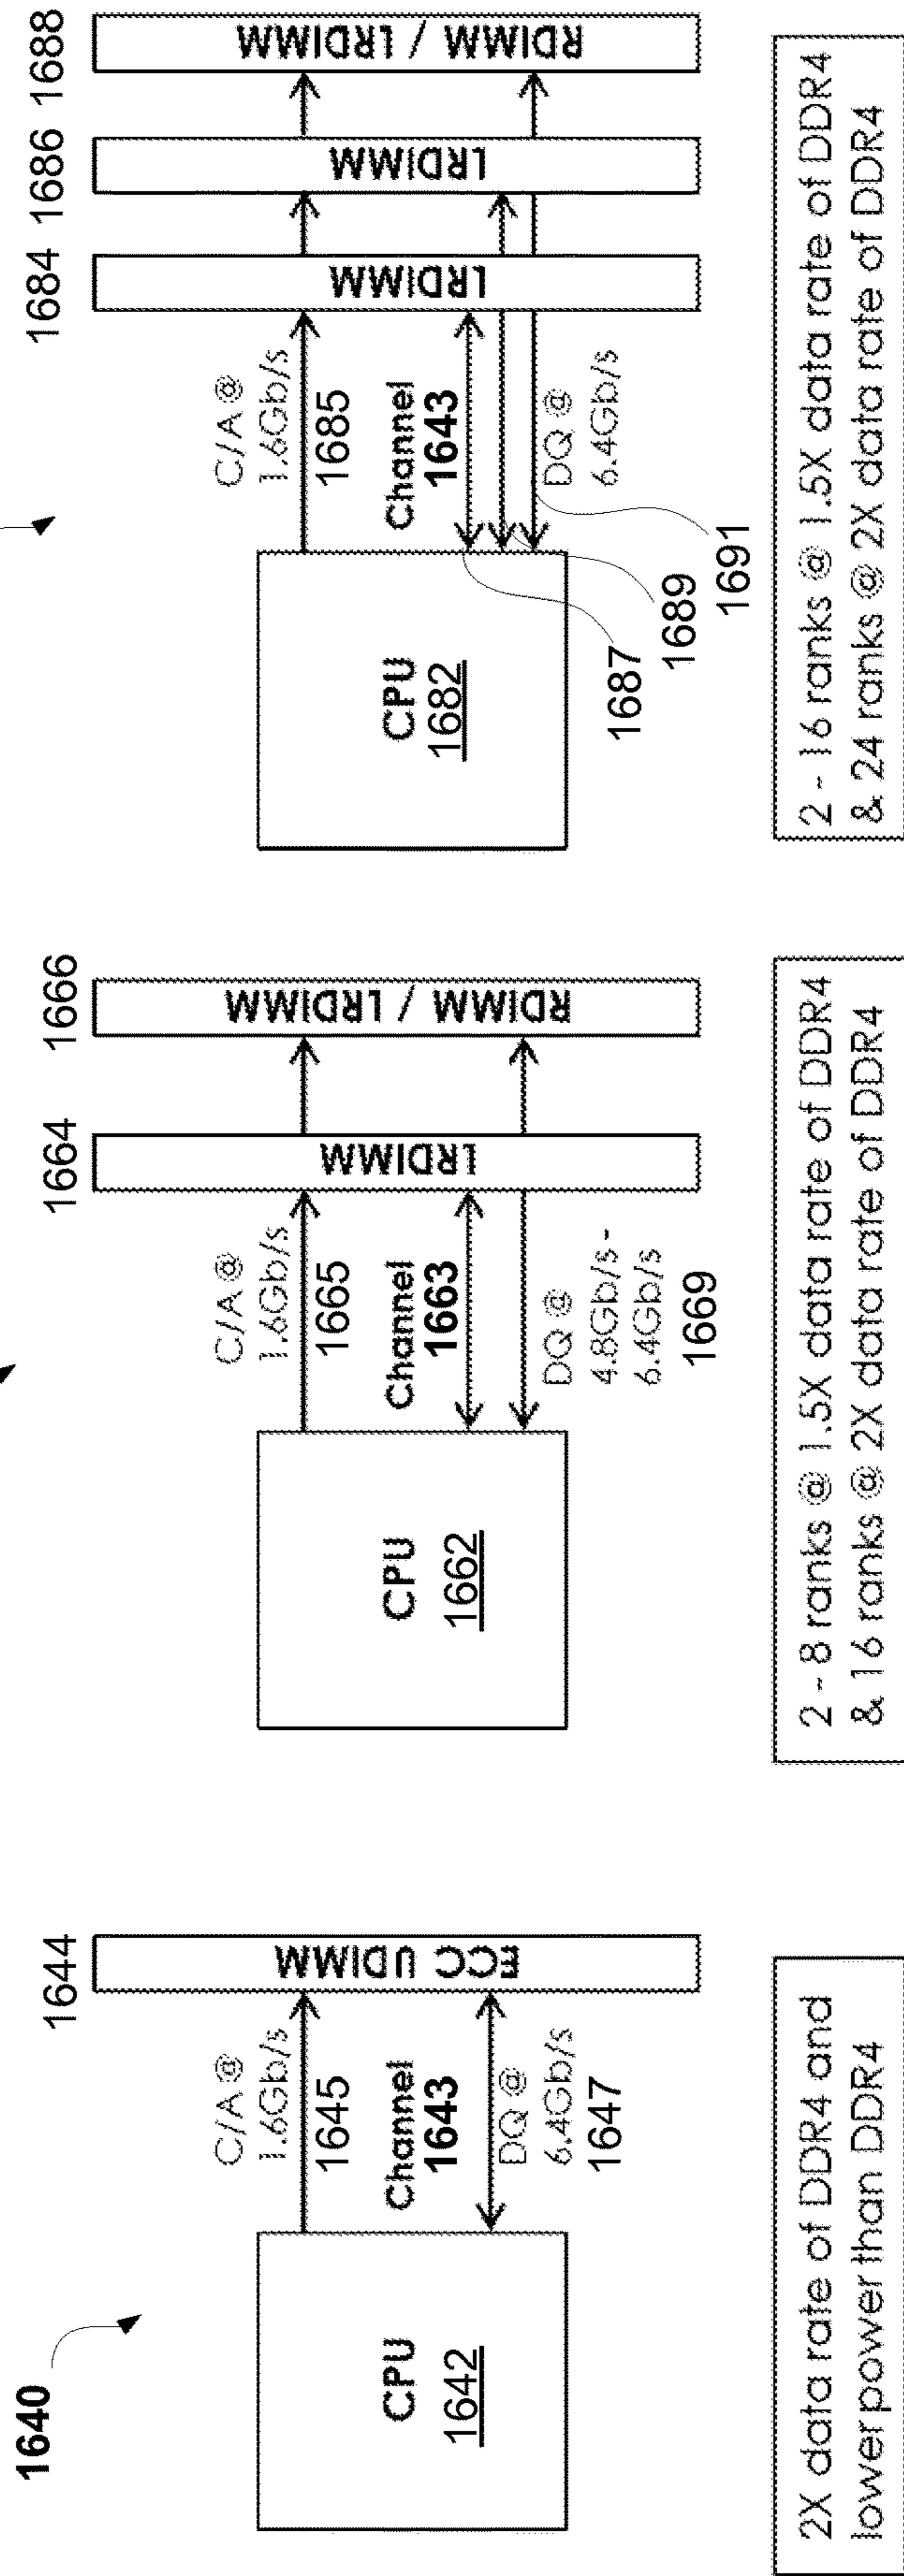 1640
1644
C/A @
1.6Gb/s
1645
Channel
1643
DQ @
6.4Gb/s
1647
CPU
1642
ECC UDIMM
2X data rate of DDR4 and
lower power than DDR4
1664
1666
C/A @
1.6Gb/s
1665
Channel
1663
DQ @
4.8Gb/s -
6.4Gb/s
1669
CPU
1662
LRDIMM
RDIMM / LRDIMM
2 - 8 ranks @ 1.5X data rate of DDR4
& 16 ranks @ 2X data rate of DDR4
1684
1686
1688
C/A @
1.6Gb/s
1685
Channel
1643
DQ @
6.4Gb/s
CPU
1682
1687
1689
1691
LRDIMM
LRDIMM
RDIMM / LRDIMM
2 - 16 ranks @ 1.5X data rate of DDR4
& 24 ranks @ 2X data rate of DDR4